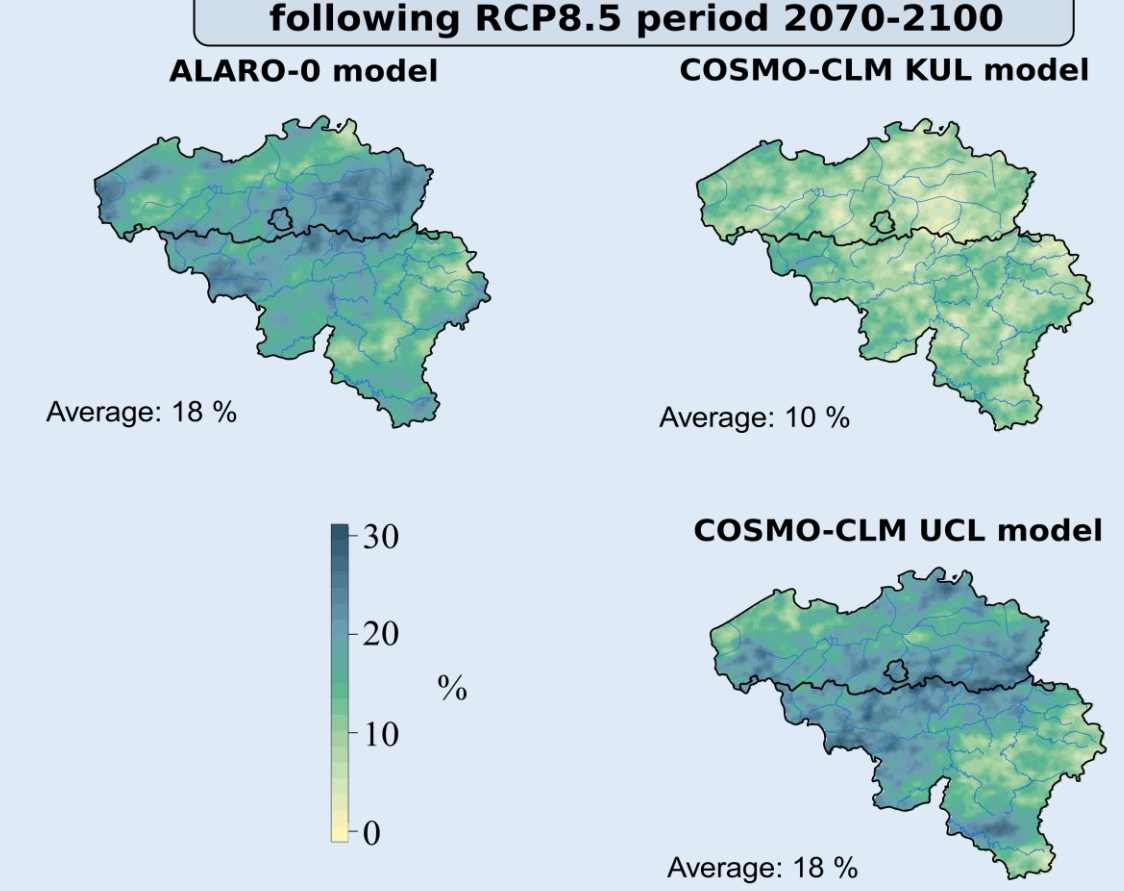 following RCP8.5 period 2070-2100
ALARO-0 model
COSMO-CLM KUL model
Average: 18 %
Average: 10 %
30
20
%
10
0
COSMO-CLM UCL model
Average: 18 %